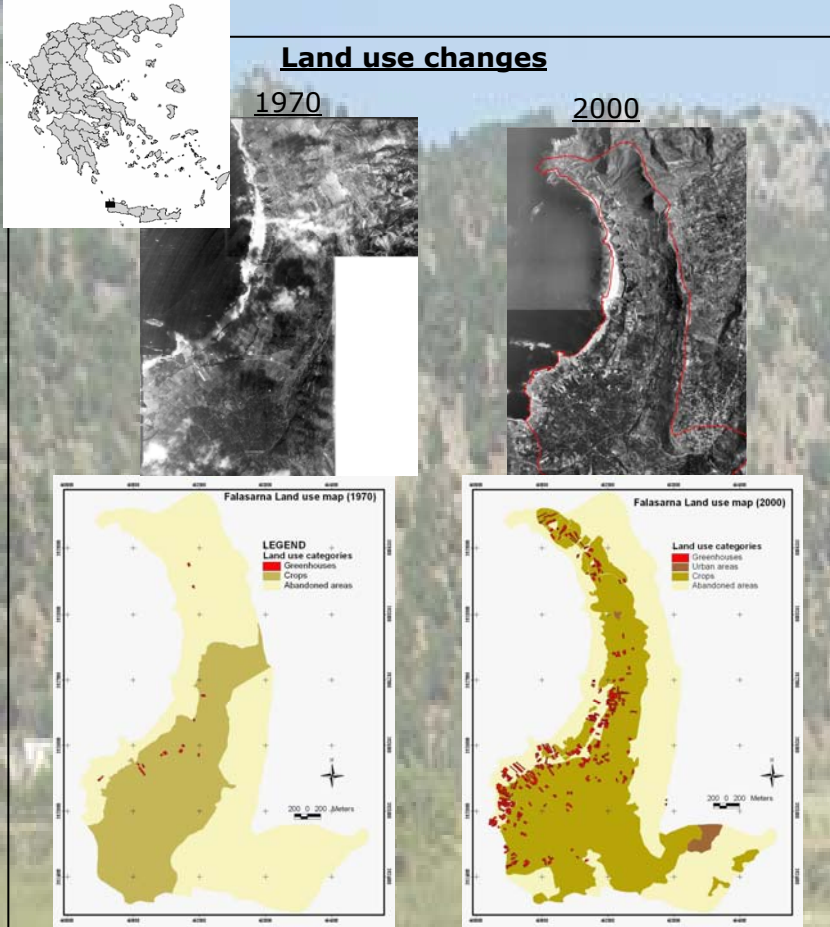 Land use changes
1970
2000
Falasarna Land use map (1970)
LEGEND
Land use categories
Greenhouses
Crops
Abandoned areas
200 0 200 Meters
Falasarna Land use map (2000)
Land use categories
Greenhouses
Urban areas
Crops
Abandoned areas
200 0 200 Meters